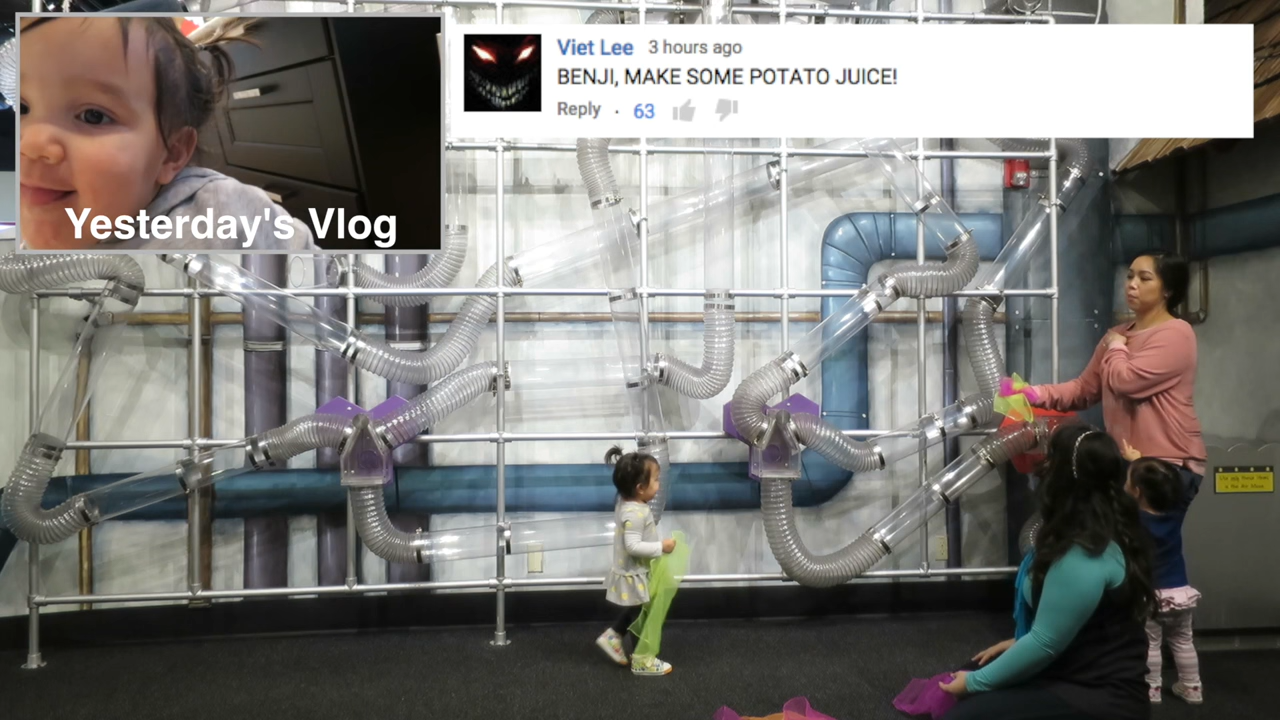 Viet Lee 3 hours ago
BENJI, MAKE SOME POTATO JUICE!
Reply · 63
Yesterday's Vlog